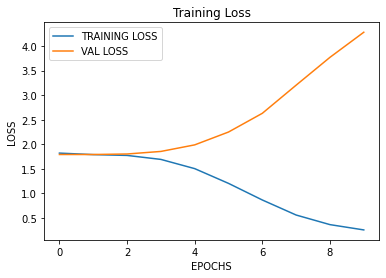 Training Loss
TRAINING LOSS
VAL LOSS
4.0
3.5
3.0
2.5
2.0
1.5
1.0
0.5
LOSS
0 2 4 6 8
EPOCHS